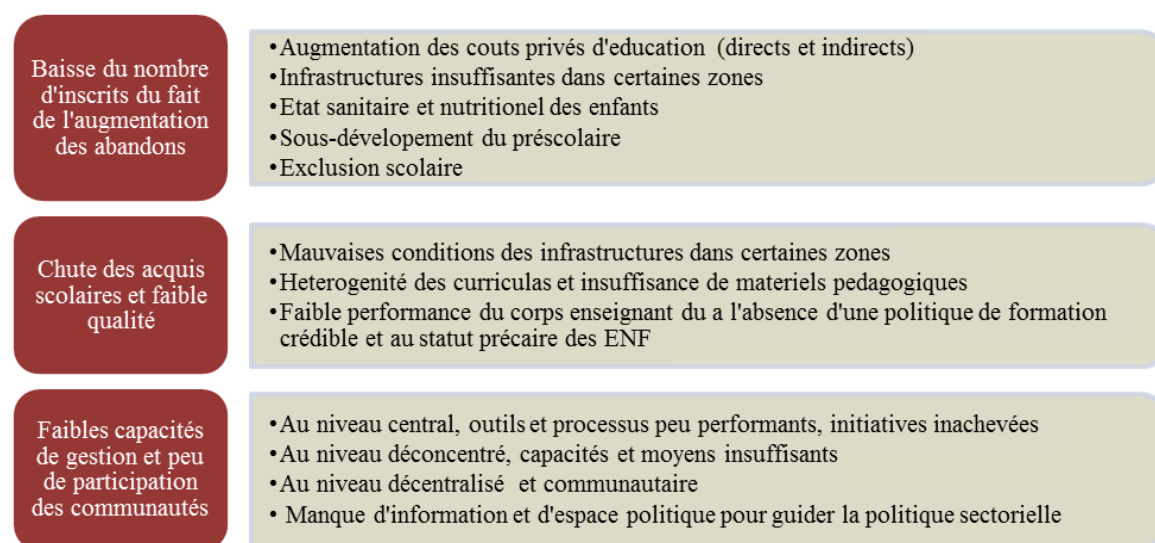 Baisse du nombre
d'inscrits du fait
de l'augmentation
des abandons
•Augmentation des couts privés d'education (directs et indirects)
•Infrastructures insuffisantes dans certaines zones
•Etat sanitaire et nutritionel des enfants
•Sous-dévelopement du préscolaire
•Exclusion scolaire
Chute des acquis
scolaires et faible
qualité
•Mauvaises conditions des infrastructures dans certaines zones
•Heterogenité des curriculas et insuffisance de materiels pedagogiques
•Faible performance du corps enseignant du a l'absence d'une politique de formation
crédible et au statut précaire des ENF
Faibles capacités
de gestion et peu
de participation
des communautés
•Au niveau central, outils et processus peu performants, initiatives inachevées
•Au niveau déconcentré, capacités et moyens insuffisants
•Au niveau décentralisé et communautaire
• Manque d'information et d'espace politique pour guider la politique sectorielle